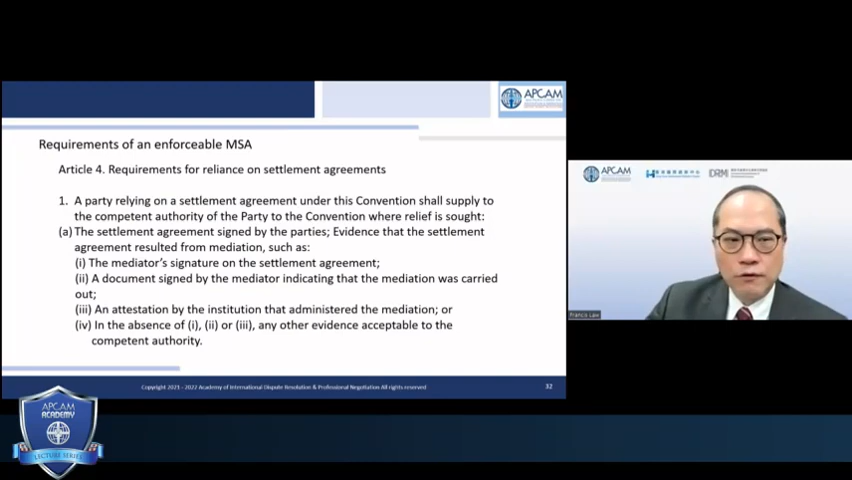 APCAM
Requirements of an enforceable MSA
Article 4. Requirements for reliance on settlement agreements
1. A party relying on a settlement agreement under this Convention shall supply to
the competent authority of the Party to the Convention where relief is sought:
(a) The settlement agreement signed by the parties; Evidence that the settlement
agreement resulted from mediation, such as:
(i) The mediator's signature on the settlement agreement;
(ii) A document signed by the mediator indicating that the mediation was carried
out;
(iii) An attestation by the institution that administered the mediation; or
(iv) In the absence of (i), (ii) or (iii), any other evidence acceptable to the
competent authority.
Copyright 2021 - 2022 Academy of International Dispute Resolution & Professional Negotiation All rights reserved
32
APCAM
IDRRMI
Francis Law
APCAM
ACADEMY
LECTURE SERIES